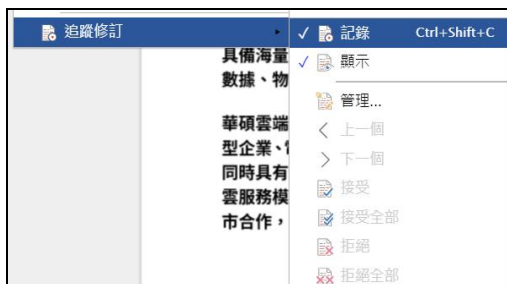 追蹤修訂
記錄 Ctrl+Shift+C
顯示
管理...
上一個
下一個
接受
接受全部
拒絕
拒絕全部
具備海量
數據、物
華碩雲端
型企業、
同時具有
雲服務模
市合作，